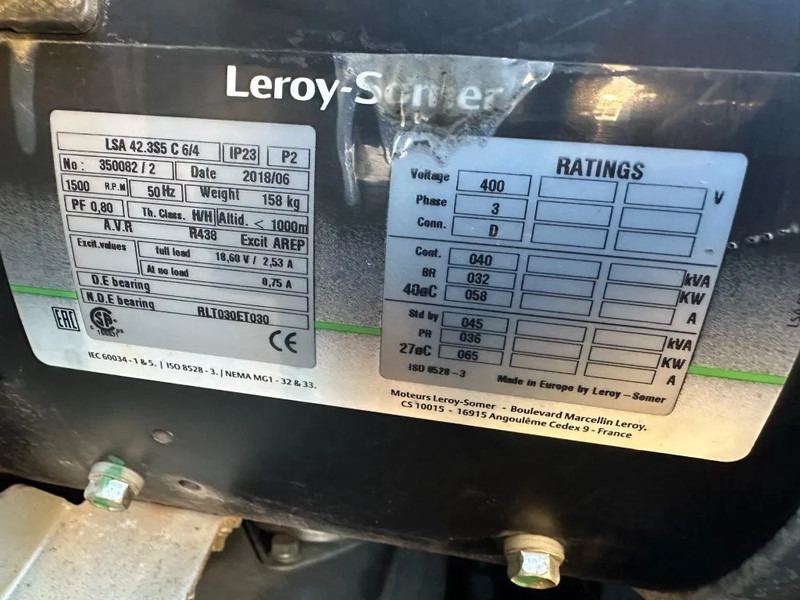 Leroy-Somer
LSA 42.3S5 C 6/4 IP23 P2
No : 350082 / 2 Date 2018/06
1500 R.P.M 50 Hz Weight 158 kg
PF 0,80 Th. Class. H/H Altid. < 1000m
A.V.R R438 Excit AREP
Excit.values full load 18,60 V / 2,53 A
At no load 0,75 A
D.E bearing
N.D.E bearing RLT030ET030
EAC
SA
CE
IEC 60034 - 1 & 5. | ISO 8528 - 3. | NEMA MG1 - 32 & 33.
RATINGS
Voltage 400 V
Phase 3
Conn. D
Cont. 040 kVA
BR 032 KW
40øC 058 A
Std by 045 kVA
PR 036 KW
27øC 065 A
ISO 8528 -3 Made in Europe by Leroy - Somer
Moteurs Leroy-Somer - Boulevard Marcellin Leroy,
CS 10015 - 16915 Angoulême Cedex 9 - France